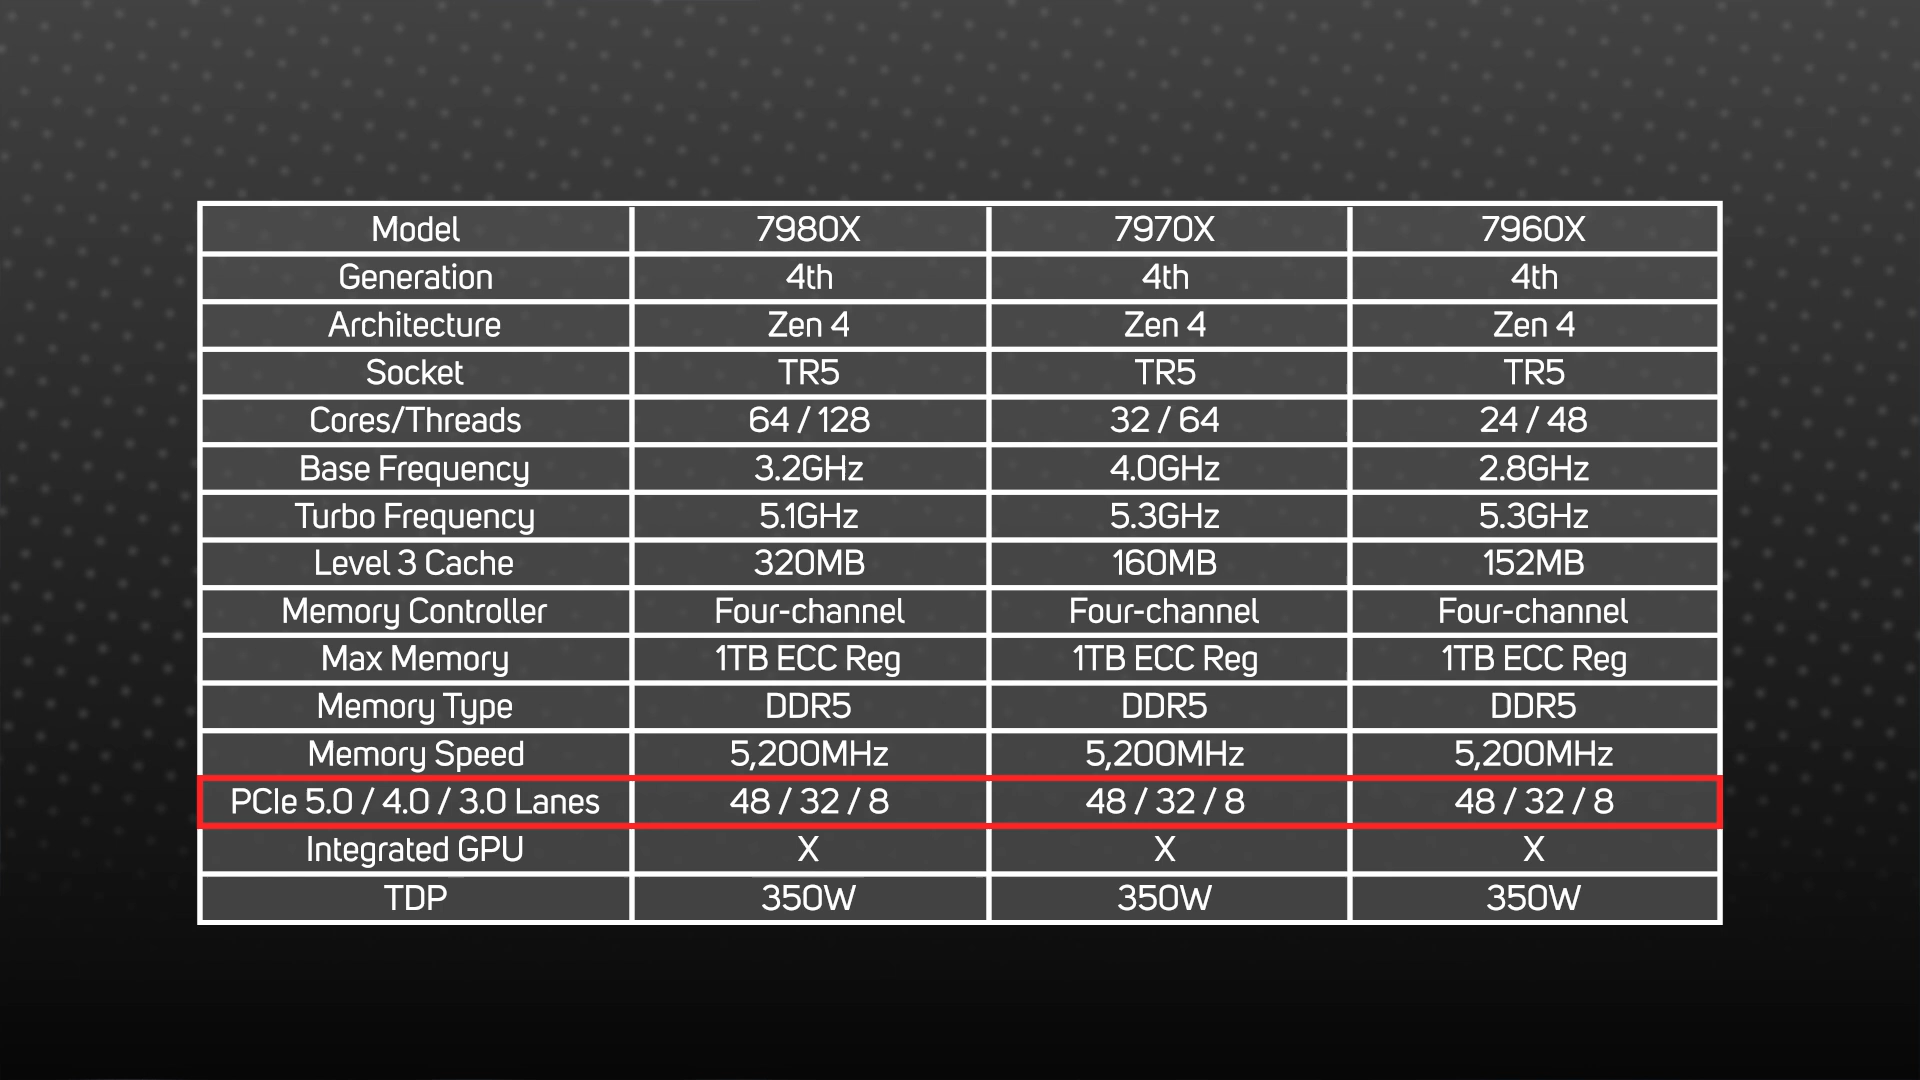 Model 7980X 7970X 7960X
Generation 4th 4th 4th
Architecture Zen 4 Zen 4 Zen 4
Socket TR5 TR5 TR5
Cores/Threads 64 / 128 32 / 64 24 / 48
Base Frequency 3.2GHz 4.0GHz 2.8GHz
Turbo Frequency 5.1GHz 5.3GHz 5.3GHz
Level 3 Cache 320MB 160MB 152MB
Memory Controller Four-channel Four-channel Four-channel
Max Memory 1TB ECC Reg 1TB ECC Reg 1TB ECC Reg
Memory Type DDR5 DDR5 DDR5
Memory Speed 5,200MHz 5,200MHz 5,200MHz
PCIe 5.0 / 4.0 / 3.0 Lanes 48 / 32 / 8 48 / 32 / 8 48 / 32 / 8
Integrated GPU X X X
TDP 350W 350W 350W